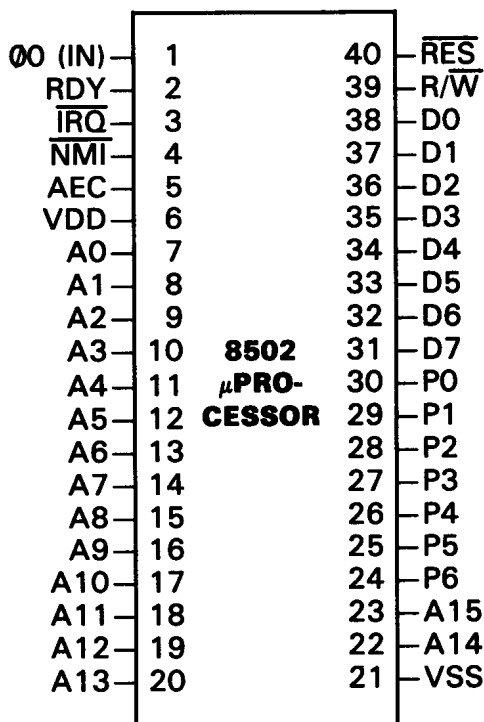 Ø0 (IN) 1 40 R̅E̅S̅
RDY 2 39 R/W̅
I̅R̅Q̅ 3 38 D0
N̅M̅I̅ 4 37 D1
AEC 5 36 D2
VDD 6 35 D3
A0 7 34 D4
A1 8 33 D5
A2 9 32 D6
A3 10 8502 31 D7
A4 11 μPRO- 30 P0
A5 12 CESSOR 29 P1
A6 13 28 P2
A7 14 27 P3
A8 15 26 P4
A9 16 25 P5
A10 17 24 P6
A11 18 23 A15
A12 19 22 A14
A13 20 21 VSS